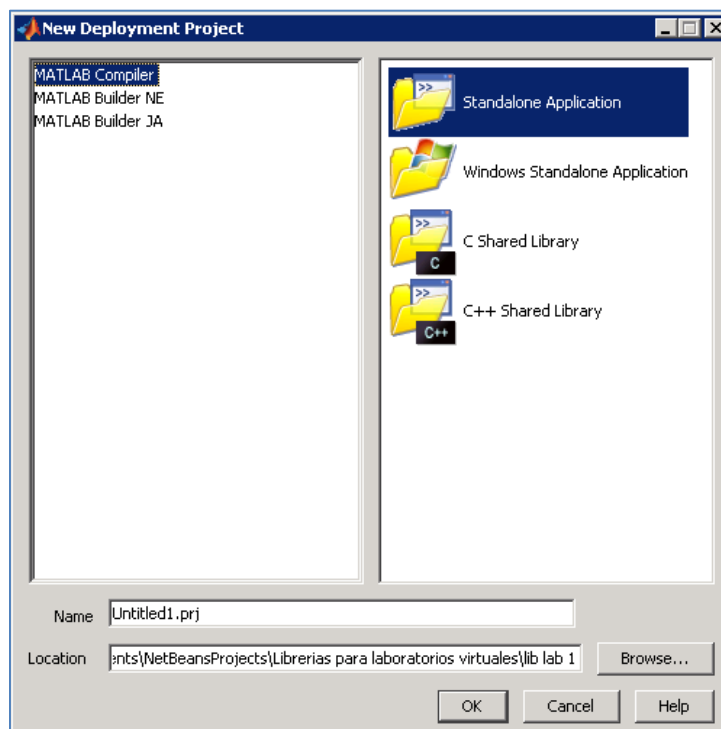 New Deployment Project
MATLAB Compiler
MATLAB Builder NE
MATLAB Builder JA
>> Standalone Application
Windows Standalone Application
>> C C Shared Library
>> C++ C++ Shared Library
Name Untitled1.prj
Location ents\NetBeansProjects\Librerias para laboratorios virtuales\lib lab 1 Browse...
OK Cancel Help